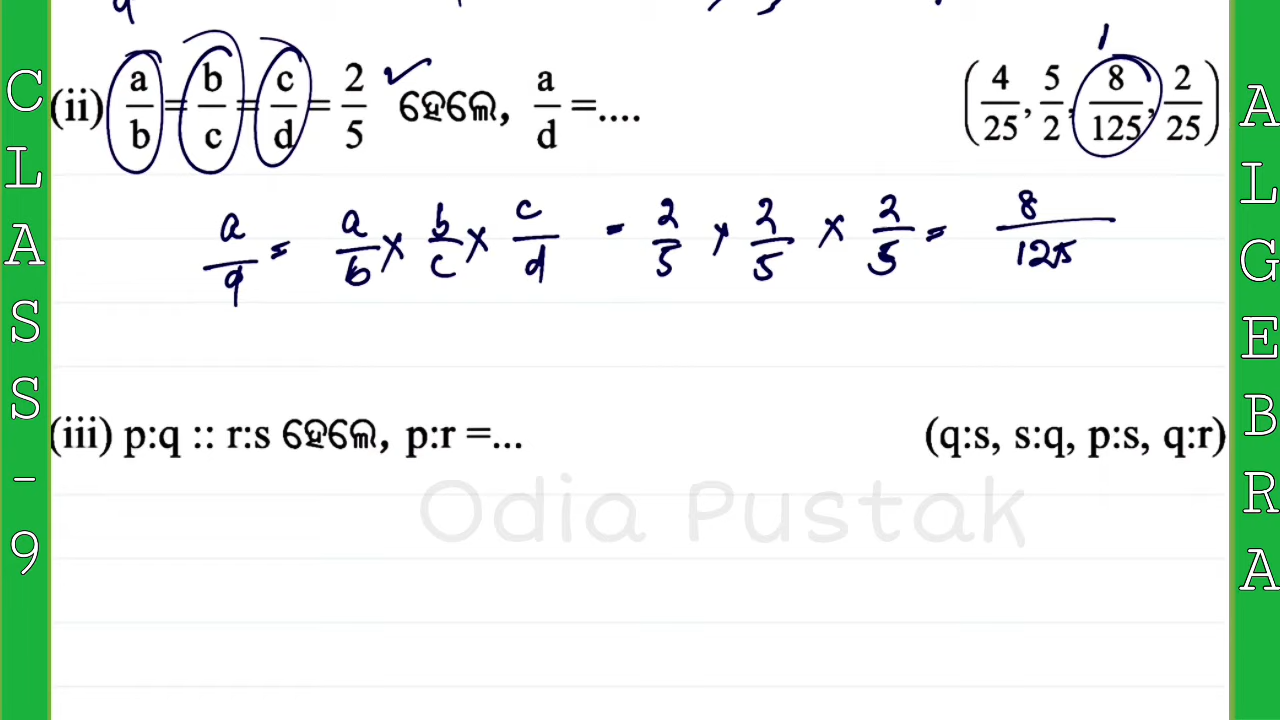 CLASS-9
(ii) a/b = b/c = c/d = 2/5 ✓ ହେଲେ, a/d =.... (4/25, 5/2, 8/125, 2/25)
a/d = a/b × b/c × c/d = 2/5 × 2/5 × 2/5 = 8/125
(iii) p:q :: r:s ହେଲେ, p:r =... (q:s, s:q, p:s, q:r)
Odia Pustak
ALGEBRA